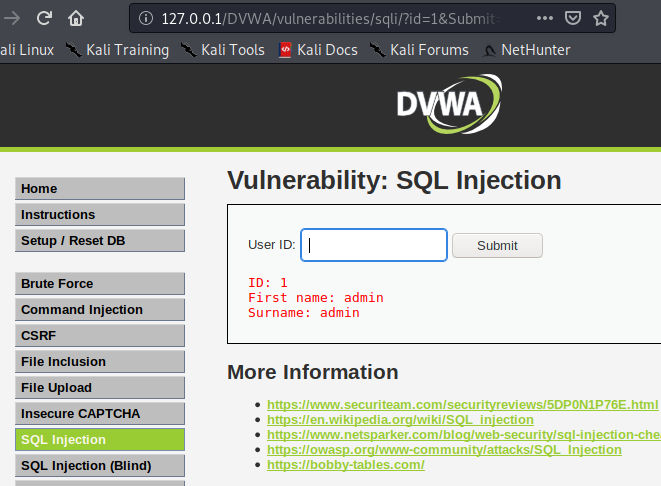 127.0.0.1/DVWA/vulnerabilities/sqli/?id=1&Submit
ali Linux Kali Training Kali Tools Kali Docs Kali Forums NetHunter
DVWA
Home
Instructions
Setup / Reset DB
Brute Force
Command Injection
CSRF
File Inclusion
File Upload
Insecure CAPTCHA
SQL Injection
SQL Injection (Blind)
Vulnerability: SQL Injection
User ID: Submit
ID: 1
First name: admin
Surname: admin
More Information
https://www.securiteam.com/securityreviews/5DP0N1P76E.html
https://en.wikipedia.org/wiki/SQL_injection
https://www.netsparker.com/blog/web-security/sql-injection-che
https://owasp.org/www-community/attacks/SQL_Injection
https://bobby-tables.com/